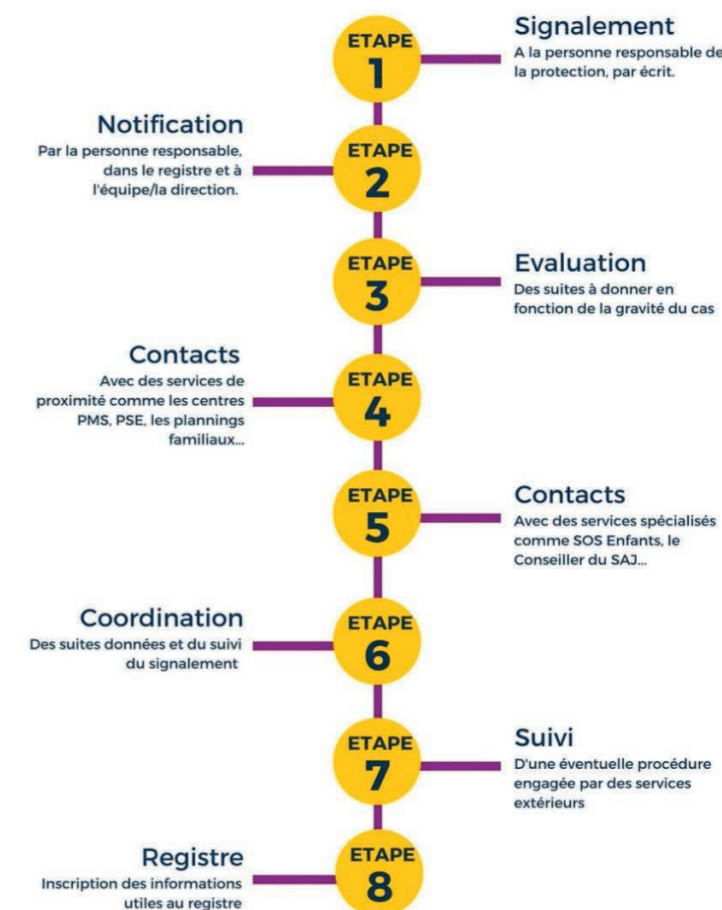 ETAPE
1
Signalement
A la personne responsable de
la protection, par écrit.
Notification
Par la personne responsable,
dans le registre et à
l'équipe/la direction.
ETAPE
2
ETAPE
3
Evaluation
Des suites à donner en
fonction de la gravité du cas
Contacts
Avec des services de
proximité comme les centres
PMS, PSE, les plannings
familiaux...
ETAPE
4
ETAPE
5
Contacts
Avec des services spécialisés
comme SOS Enfants, le
Conseiller du SAJ...
Coordination
Des suites données et du suivi
du signalement
ETAPE
6
ETAPE
7
Suivi
D'une éventuelle procédure
engagée par des services
extérieurs
Registre
Inscription des informations
utiles au registre
ETAPE
8